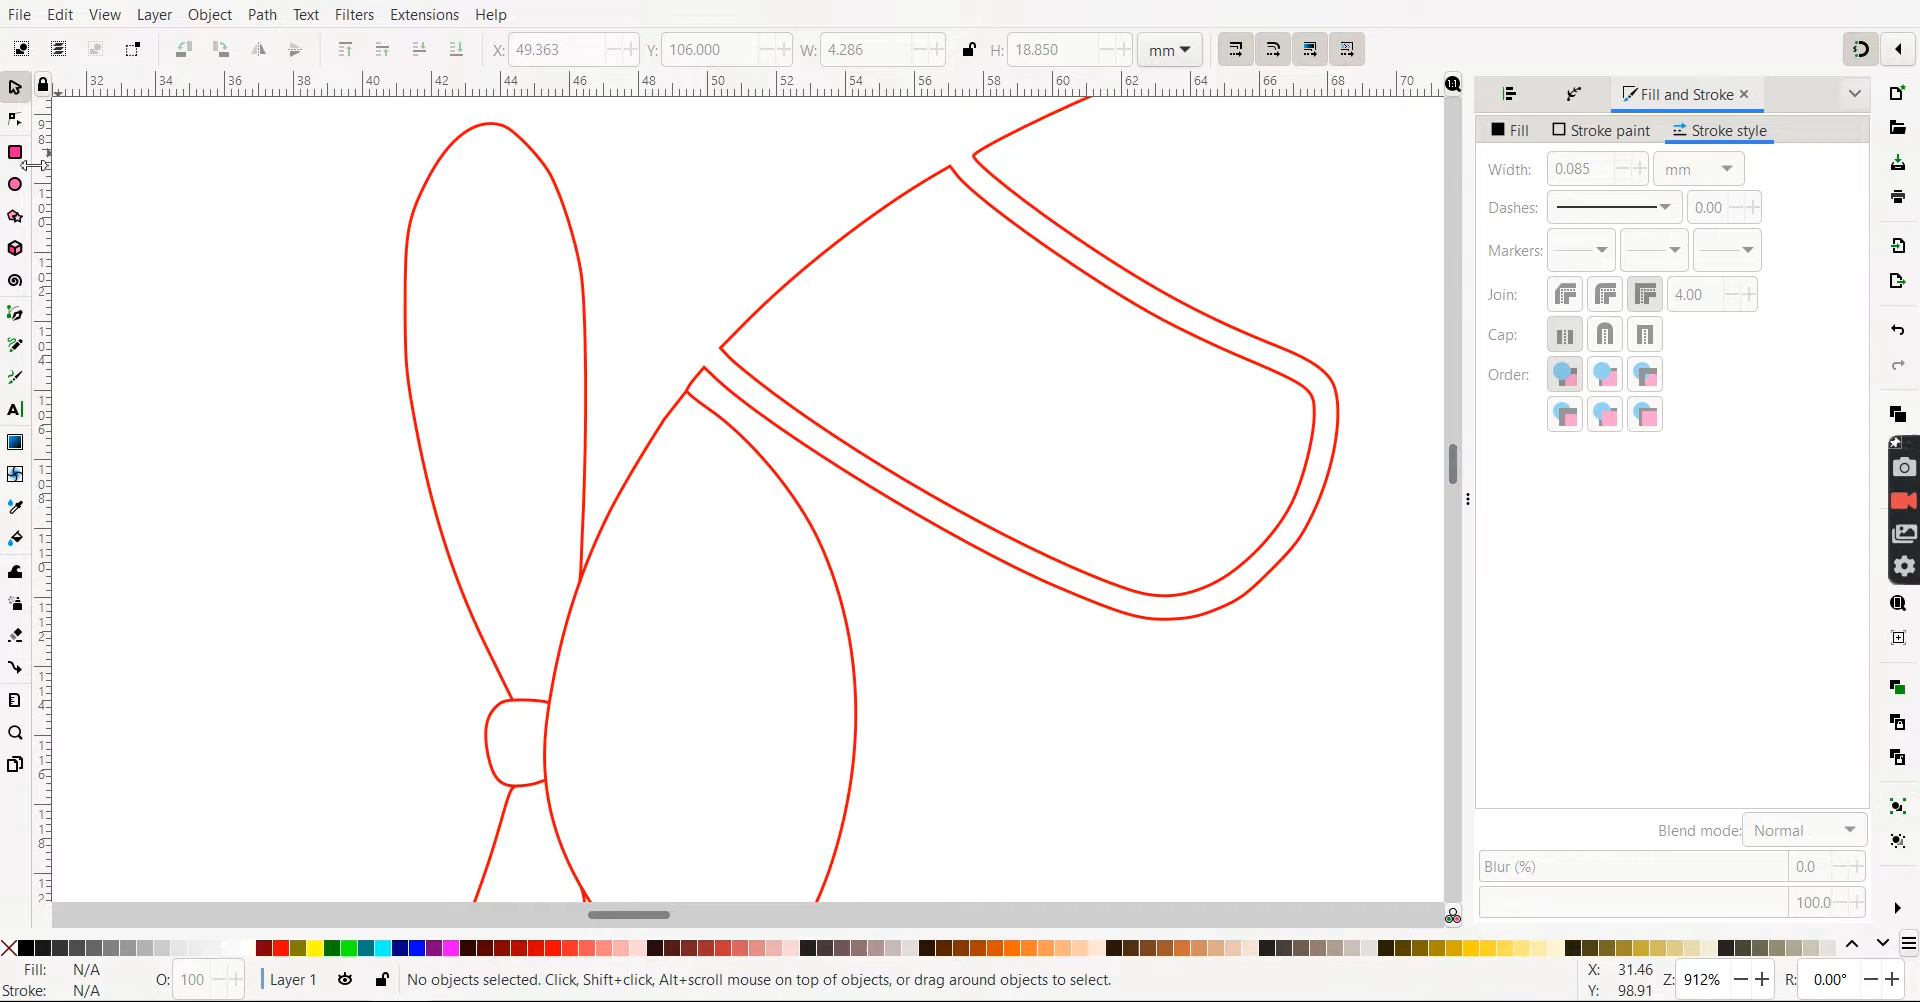 File Edit View Layer Object Path Text Filters Extensions Help
X: 49.363 Y: 106.000 W: 4.286 H: 18.850 mm
32 34 36 38 40 42 44 46 48 50 52 54 56 58 60 62 64 66 68 70
Fill and Stroke
Fill Stroke paint Stroke style
Width: 0.085 mm
Dashes: 0.00
Markers:
Join: 4.00
Cap:
Order:
Blend mode: Normal
Blur (%) 0.0
100.0
Fill: N/A
Stroke: N/A
O: 100
Layer 1
No objects selected. Click, Shift+click, Alt+scroll mouse on top of objects, or drag around objects to select.
X: 31.46
Y: 98.91
Z: 912%
R: 0.00°